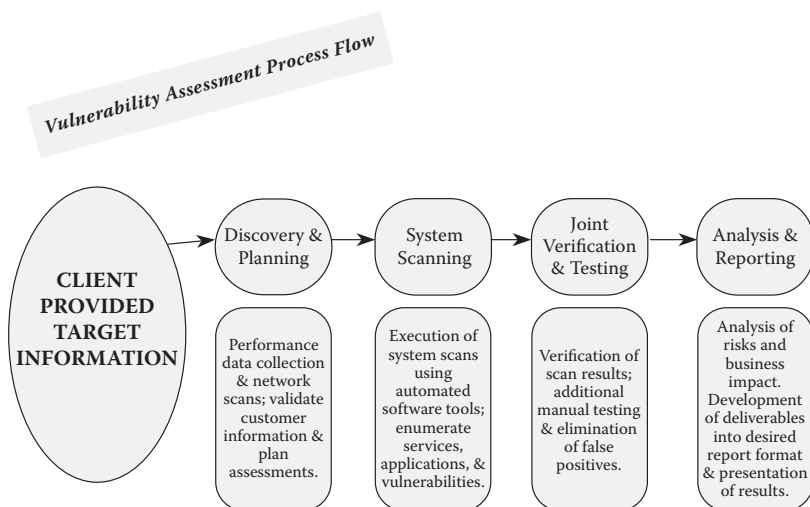 Vulnerability Assessment Process Flow
CLIENT
PROVIDED
TARGET
INFORMATION
Discovery &
Planning
System
Scanning
Joint
Verification
& Testing
Analysis &
Reporting
Performance
data collection
& network
scans; validate
customer
information &
plan
assessments.
Execution of
system scans
using
automated
software tools;
enumerate
services,
applications, &
vulnerabilities.
Verification of
scan results;
additional
manual testing
& elimination
of false
positives.
Analysis of
risks and
business
impact.
Development
of deliverables
into desired
report format
& presentation
of results.